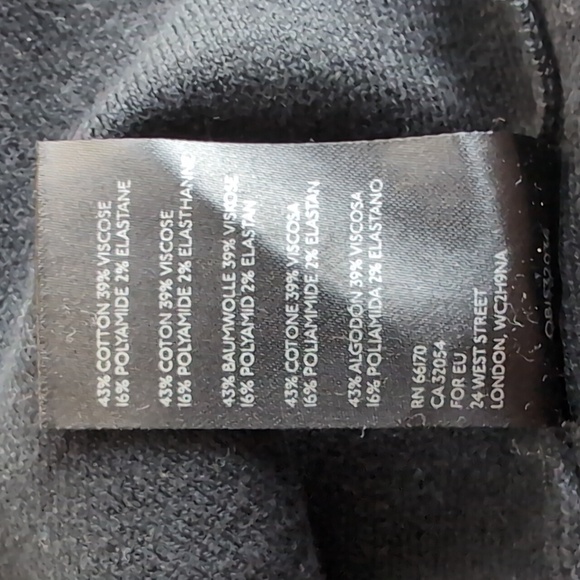 43% COTTON 39% VISCOSE
16% POLYAMIDE 2% ELASTANE
43% COTON 39% VISCOSE
16% POLYAMIDE 2% ELASTHANNE
43% BAUMWOLLE 39% VISKOSE
16% POLYAMID 2% ELASTAN
43% COTONE 39% VISCOSA
16% POLIAMMIDE 2% ELASTAN
43% ALGODÓN 39% VISCOSA
16% POLIAMIDA 2% ELASTANO
RN 66170
CA 32054
FOR EU
24 WEST STREET
LONDON, WC2H9NA